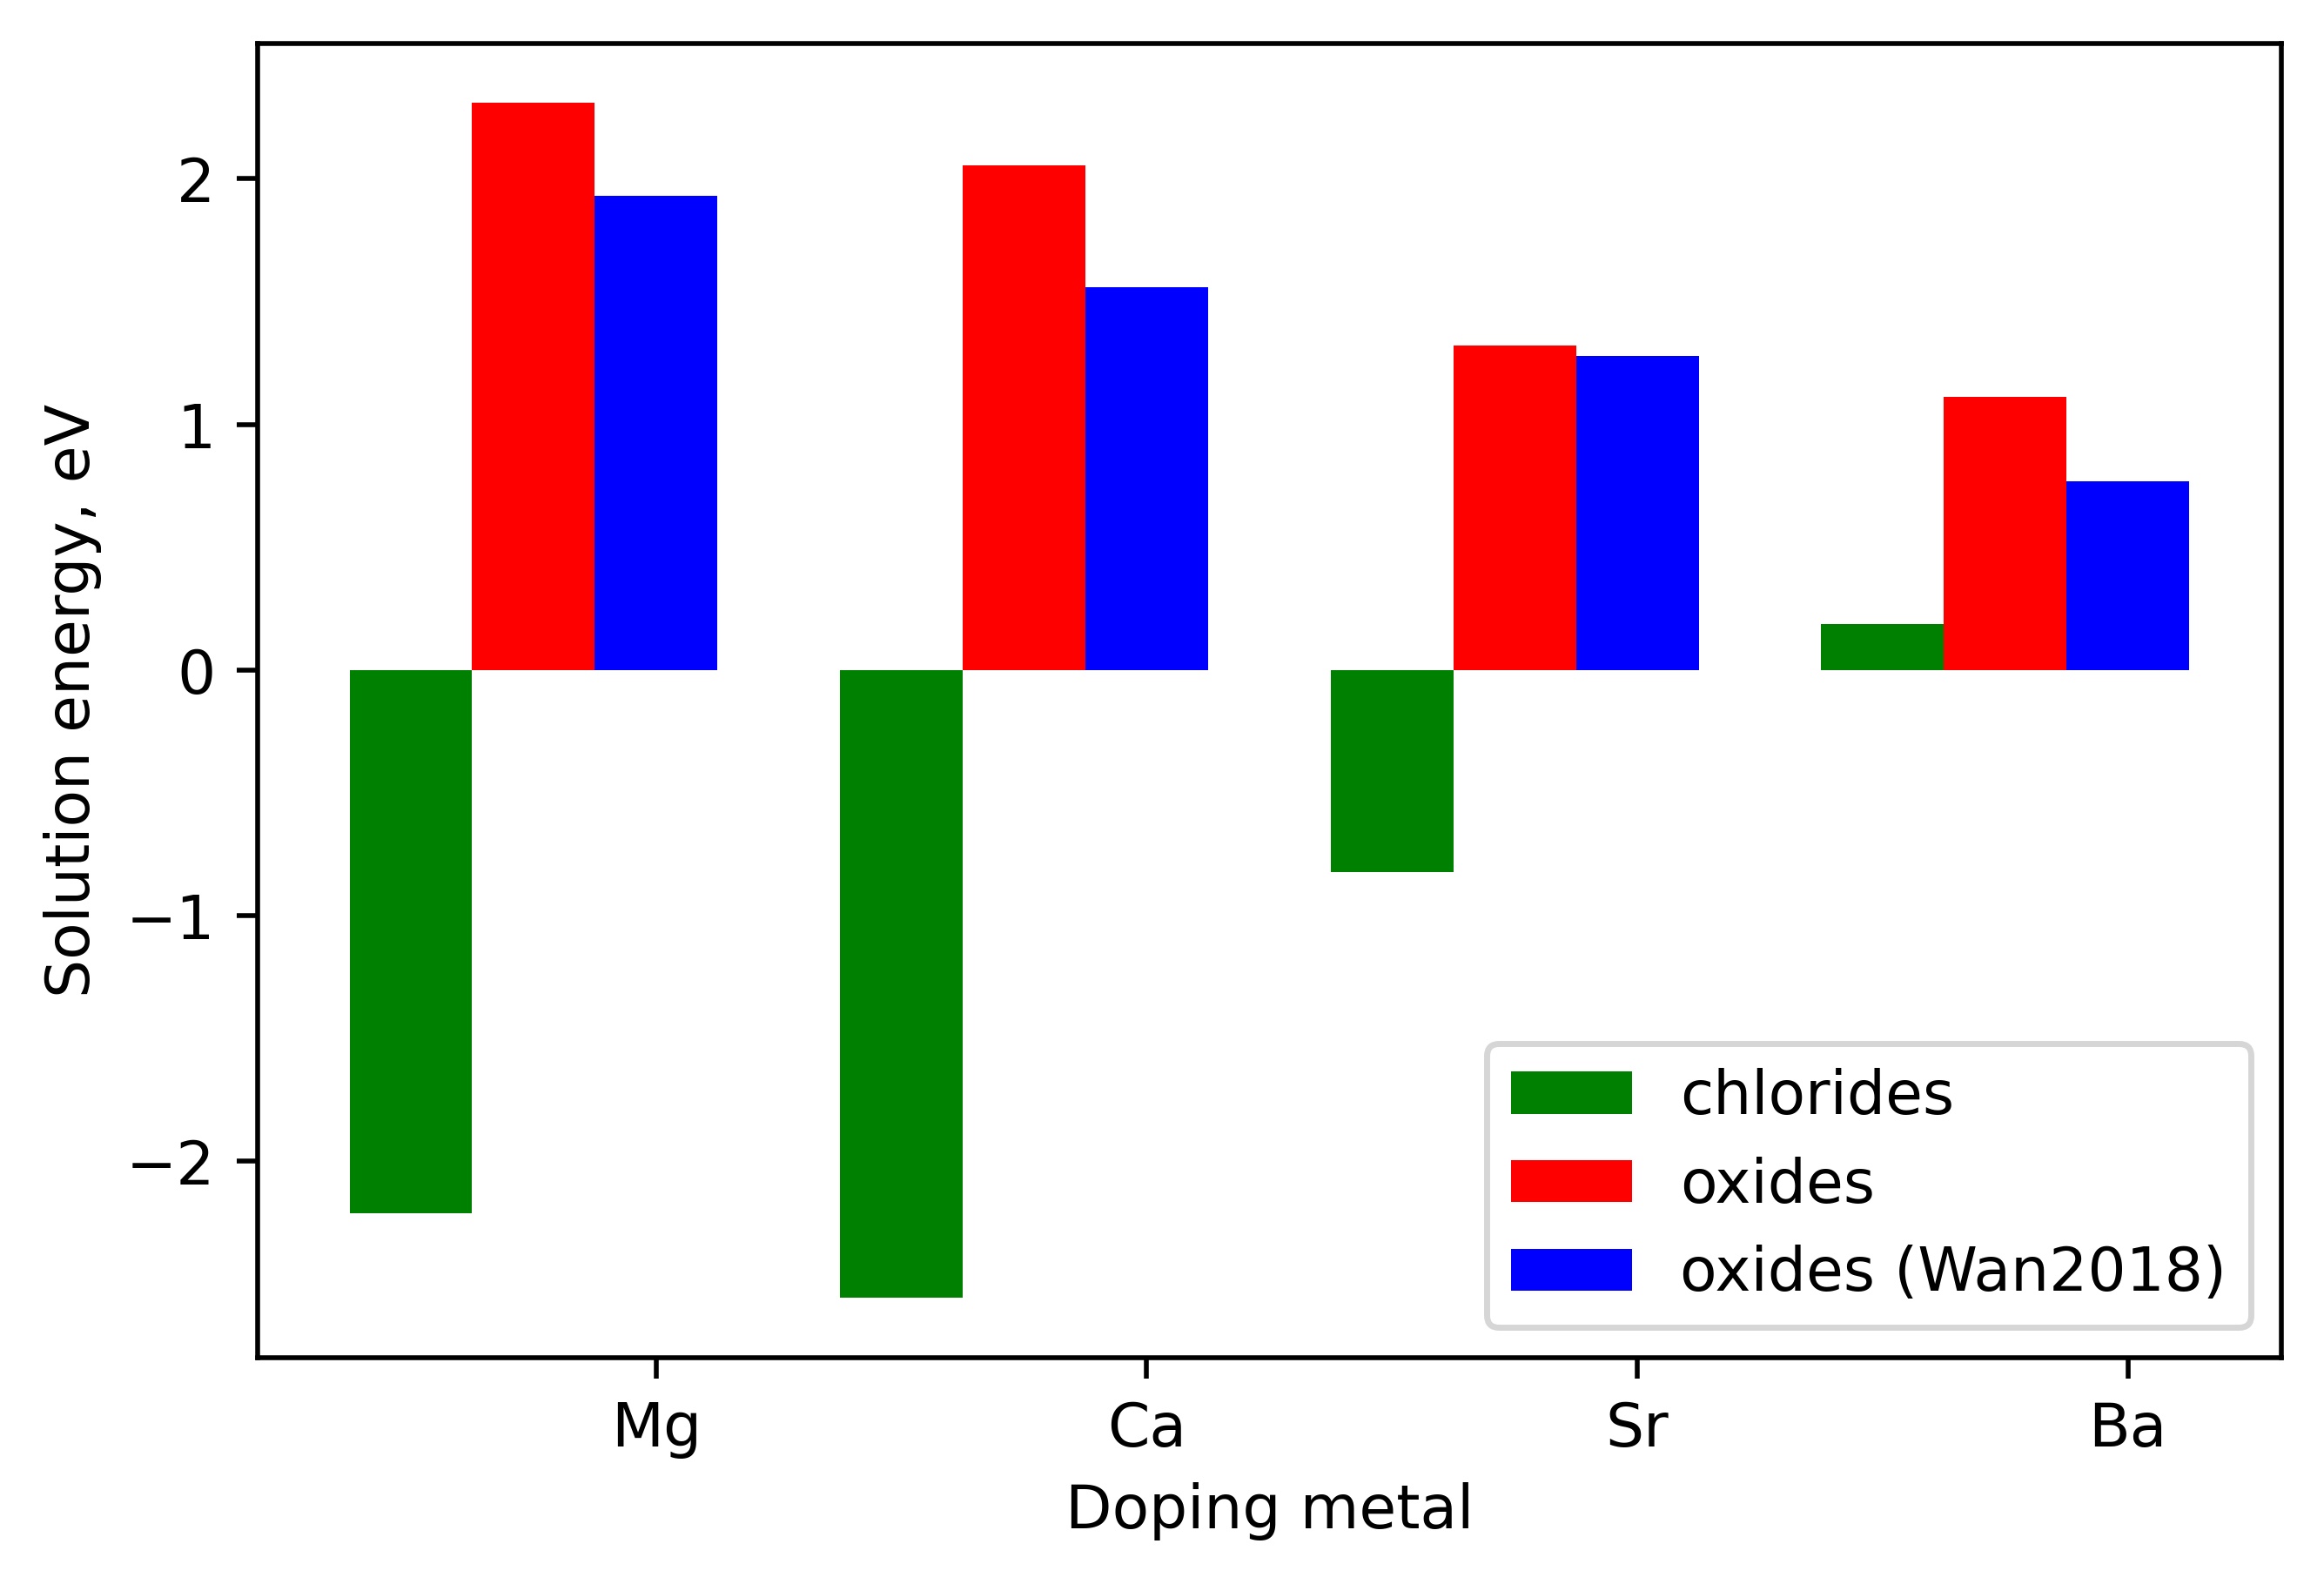 Solution energy, eV
2
1
0
−1
−2
Mg
Ca
Sr
Ba
Doping metal
chlorides
oxides
oxides (Wan2018)